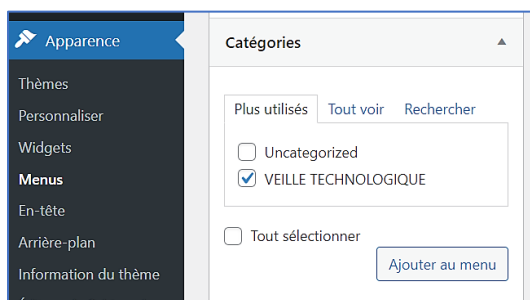 Apparence
Thèmes
Personnaliser
Widgets
Menus
En-tête
Arrière-plan
Information du thème
Catégories
Plus utilisés Tout voir Rechercher
Uncategorized
VEILLE TECHNOLOGIQUE
Tout sélectionner
Ajouter au menu